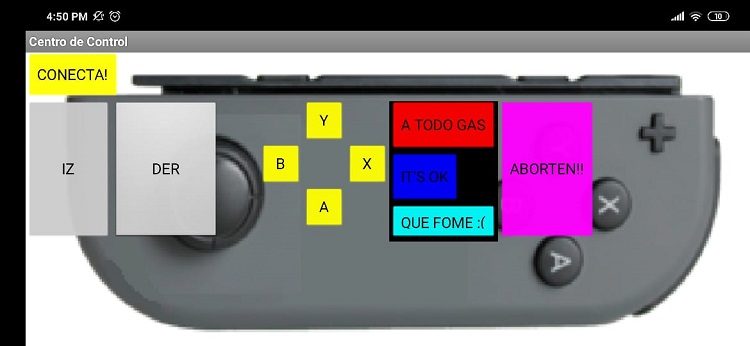 4:50 PM
10
Centro de Control
CONECTA!
IZ
DER
Y
B
X
A
A TODO GAS
IT'S OK
QUE FOME :(
ABORTEN!!
X
A